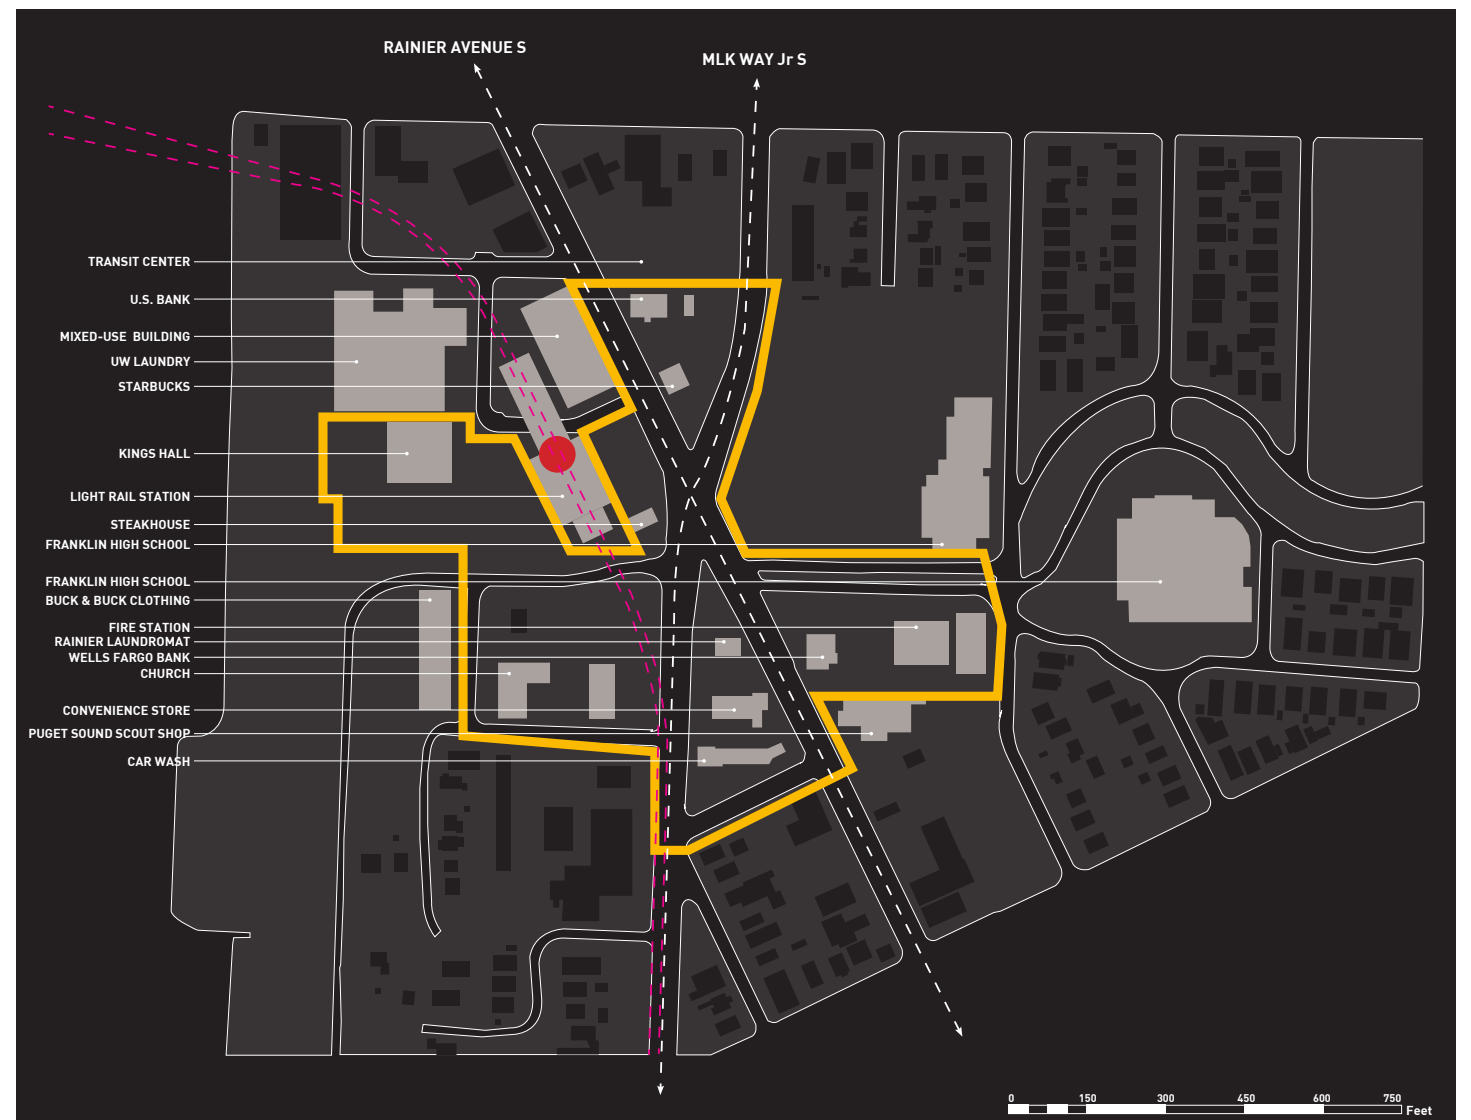 RAINIER AVENUE S
MLK WAY Jr S
TRANSIT CENTER
U.S. BANK
MIXED-USE BUILDING
UW LAUNDRY
STARBUCKS
KINGS HALL
LIGHT RAIL STATION
STEAKHOUSE
FRANKLIN HIGH SCHOOL
FRANKLIN HIGH SCHOOL
BUCK & BUCK CLOTHING
FIRE STATION
RAINIER LAUNDROMAT
WELLS FARGO BANK
CHURCH
CONVENIENCE STORE
PUGET SOUND SCOUT SHOP
CAR WASH
0 150 300 450 600 750
Feet